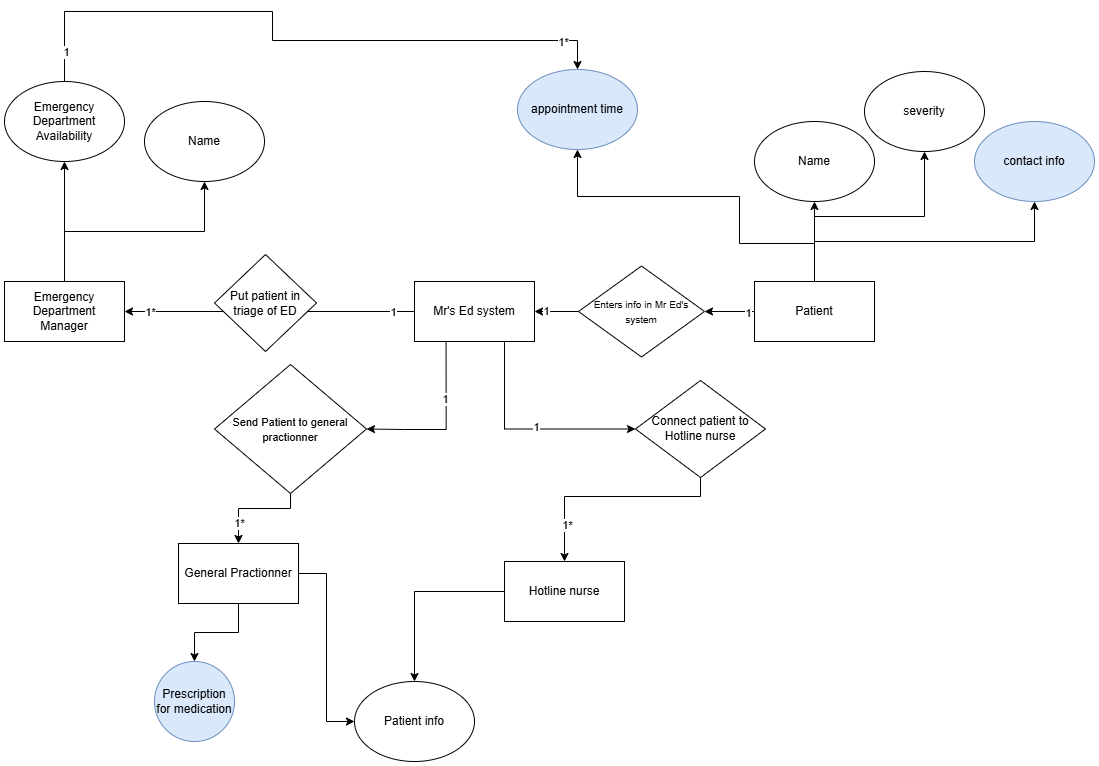 1
1*
Emergency
Department
Availability
Name
appointment time
Name
severity
contact info
Emergency
Department
Manager
1*
Put patient in
triage of ED
1
Mr's Ed system
1
Enters info in Mr Ed's
system
1
Patient
Send Patient to general
practionner
1
1
Connect patient to
Hotline nurse
1*
1*
General Practionner
Hotline nurse
Prescription
for medication
Patient info